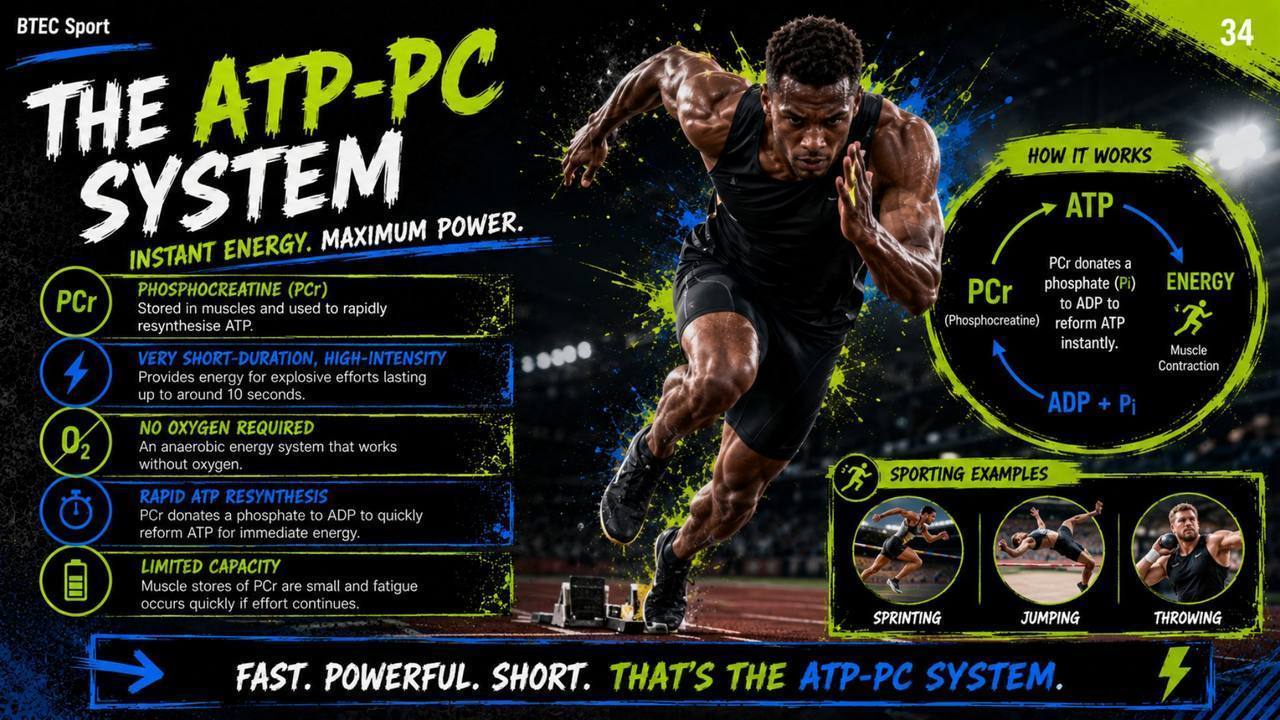 BTEC Sport
34
THE ATP-PC
SYSTEM
INSTANT ENERGY. MAXIMUM POWER.
PCr
PHOSPHOCREATINE (PCr)
Stored in muscles and used to rapidly
resynthesise ATP.
VERY SHORT-DURATION, HIGH-INTENSITY
Provides energy for explosive efforts lasting
up to around 10 seconds.
O₂
NO OXYGEN REQUIRED
An anaerobic energy system that works
without oxygen.
RAPID ATP RESYNTHESIS
PCr donates a phosphate to ADP to quickly
reform ATP for immediate energy.
LIMITED CAPACITY
Muscle stores of PCr are small and fatigue
occurs quickly if effort continues.
HOW IT WORKS
ATP
ENERGY
Muscle
Contraction
ADP + Pi
PCr
(Phosphocreatine)
PCr donates a
phosphate (Pi)
to ADP to
reform ATP
instantly.
SPORTING EXAMPLES
SPRINTING
JUMPING
THROWING
FAST. POWERFUL. SHORT. THAT'S THE ATP-PC SYSTEM.